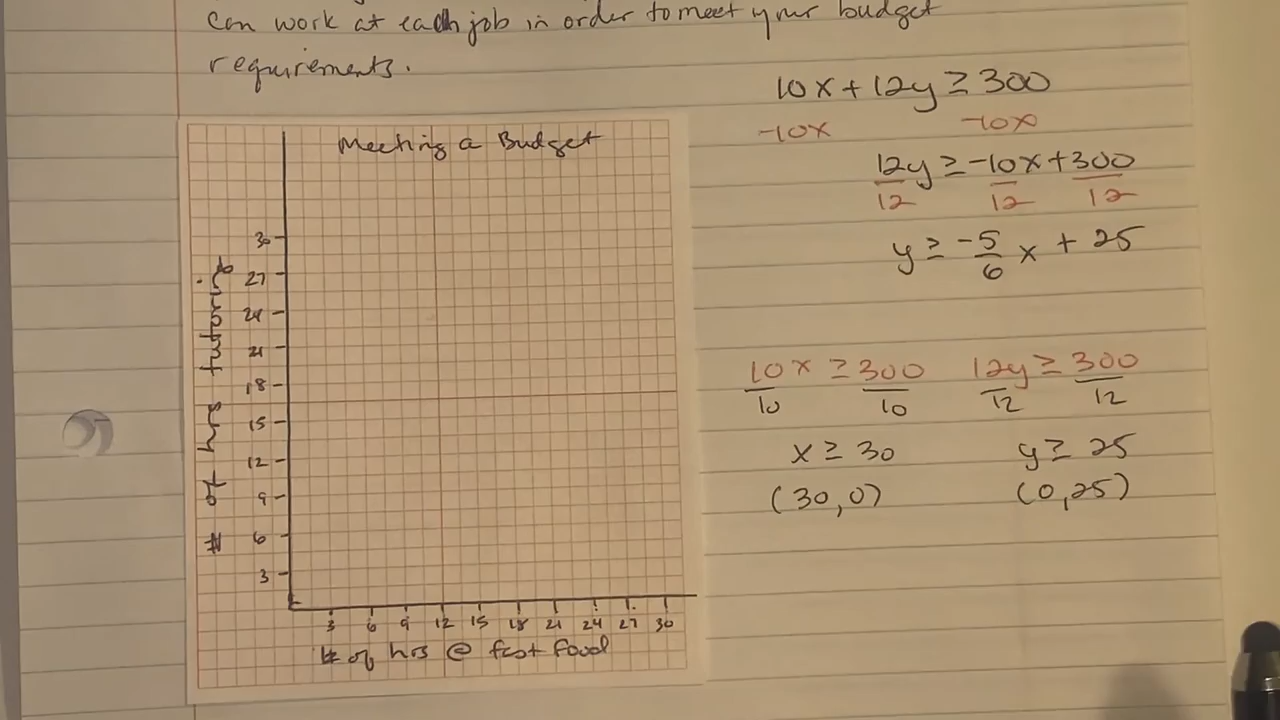 can work at each job in order to meet your budget
requirements.
Meeting a Budget
30
27
24
21
18
15
12
9
6
3
# of hrs tutoring
3 6 9 12 15 18 21 24 27 30
# of hrs @ fast food
10x + 12y ≥ 300
-10x -10x
12y ≥ -10x + 300
12 12 12
y ≥ -5/6 x + 25
10x ≥ 300 12y ≥ 300
10 10 12 12
x ≥ 30 y ≥ 25
(30,0) (0,25)